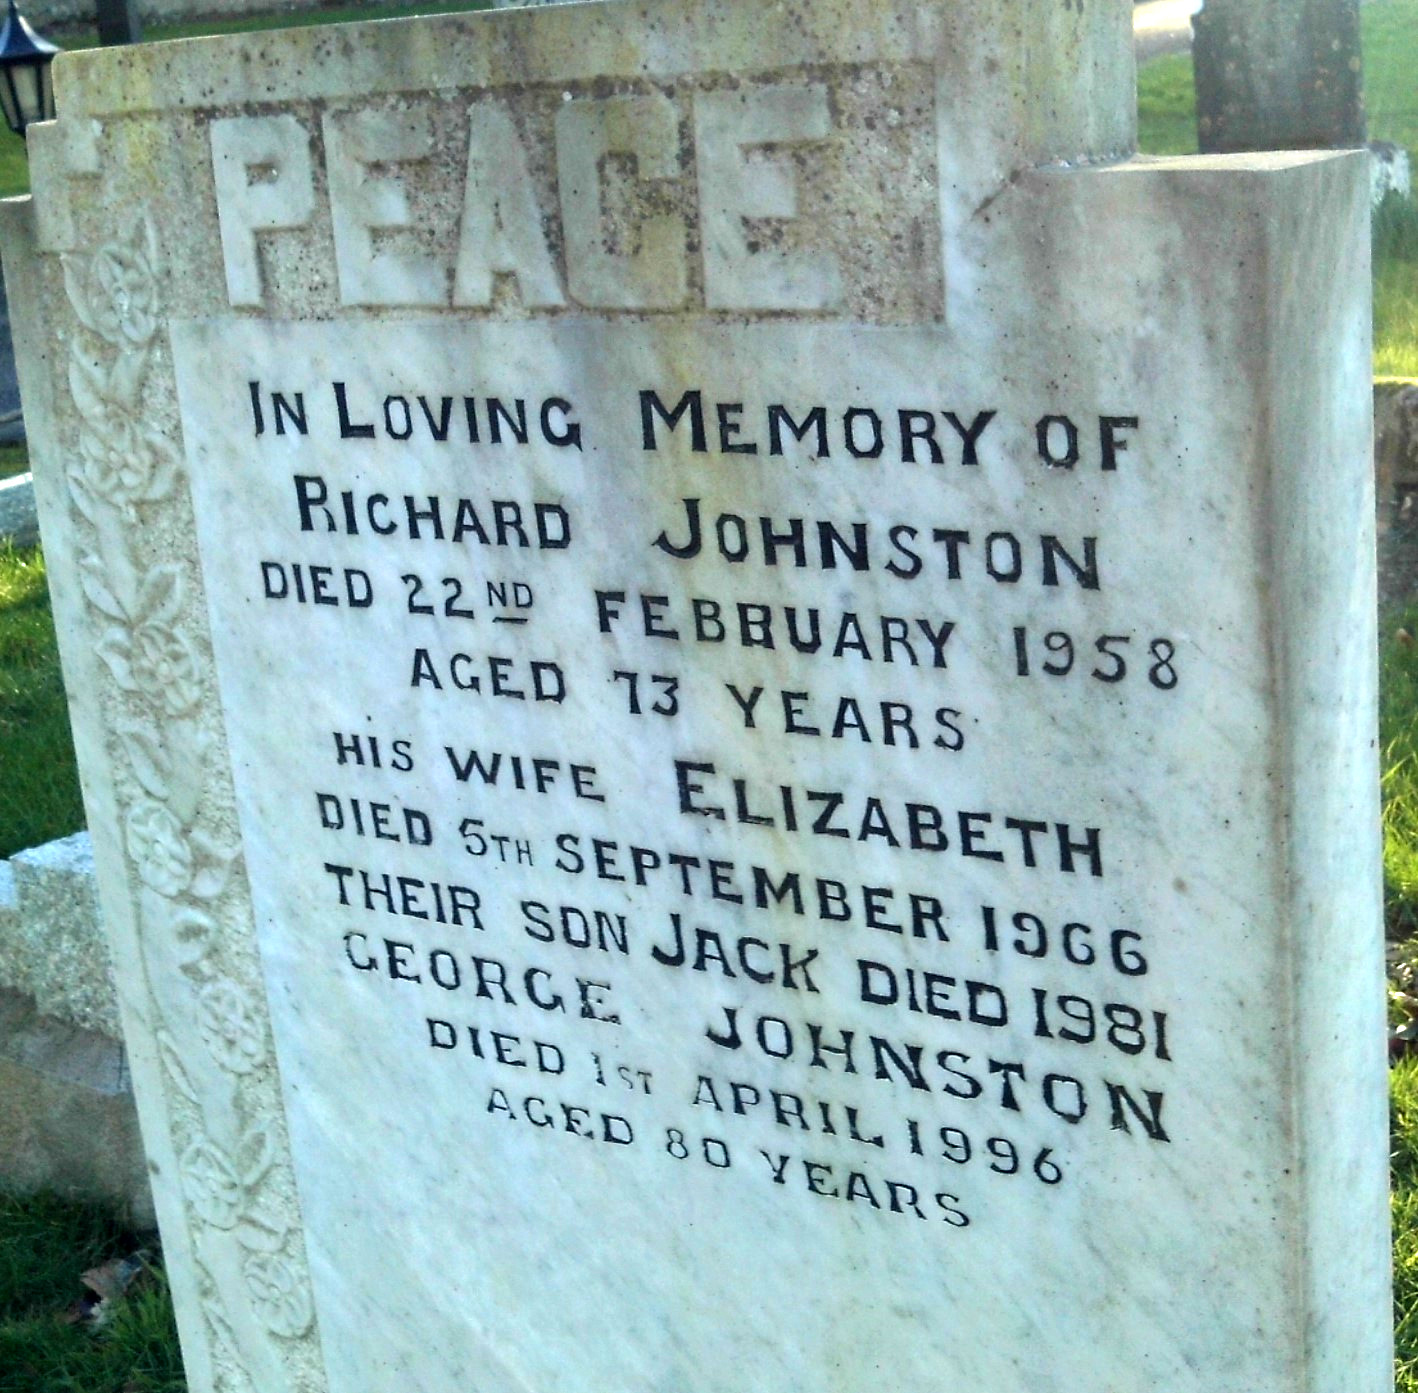 PEACE
IN LOVING MEMORY OF
RICHARD JOHNSTON
DIED 22ND FEBRUARY 1958
AGED 73 YEARS
HIS WIFE ELIZABETH
DIED 5TH SEPTEMBER 1966
THEIR SON JACK DIED 1981
GEORGE JOHNSTON
DIED 1ST APRIL 1996
AGED 80 YEARS